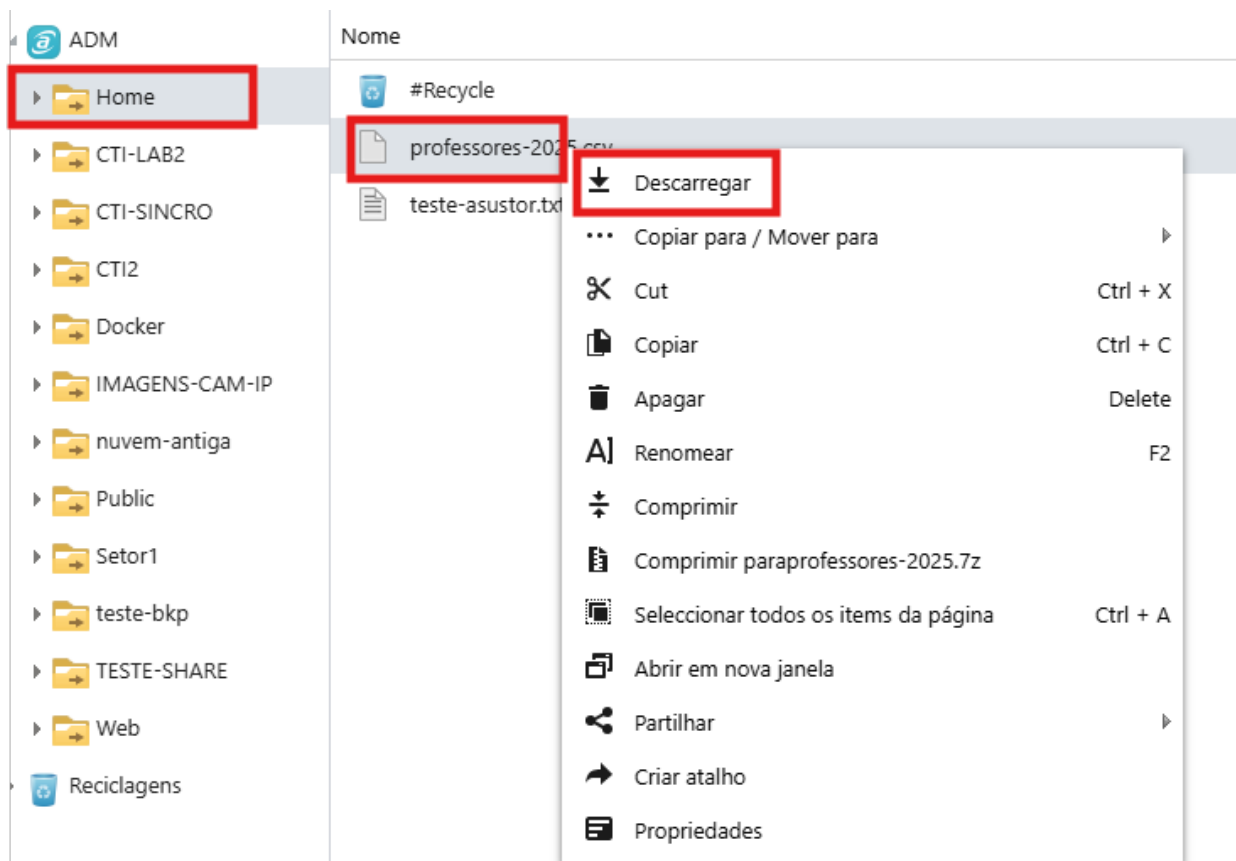 ADM
Home
CTI-LAB2
CTI-SINCRO
CTI2
Docker
IMAGENS-CAM-IP
nuvem-antiga
Public
Setor1
teste-bkp
TESTE-SHARE
Web
Reciclagens
Nome
#Recycle
professores-2025.csv
teste-asustor.txt
Descarregar
Copiar para / Mover para
Cut Ctrl + X
Copiar Ctrl + C
Apagar Delete
Renomear F2
Comprimir
Comprimir paraprofessores-2025.7z
Seleccionar todos os items da página Ctrl + A
Abrir em nova janela
Partilhar
Criar atalho
Propriedades